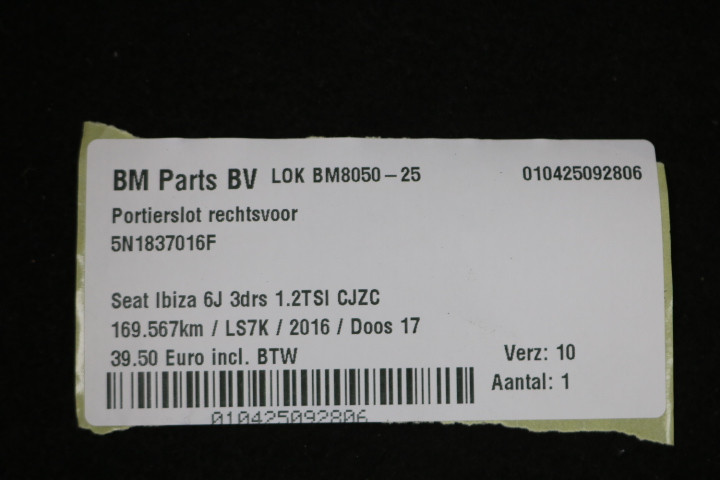 BM Parts BV LOK BM8050-25 010425092806
Portierslot rechtsvoor
5N1837016F
Seat Ibiza 6J 3drs 1.2TSI CJZC
169.567km / LS7K / 2016 / Doos 17
39.50 Euro incl. BTW Verz: 10
Aantal: 1
010425092806